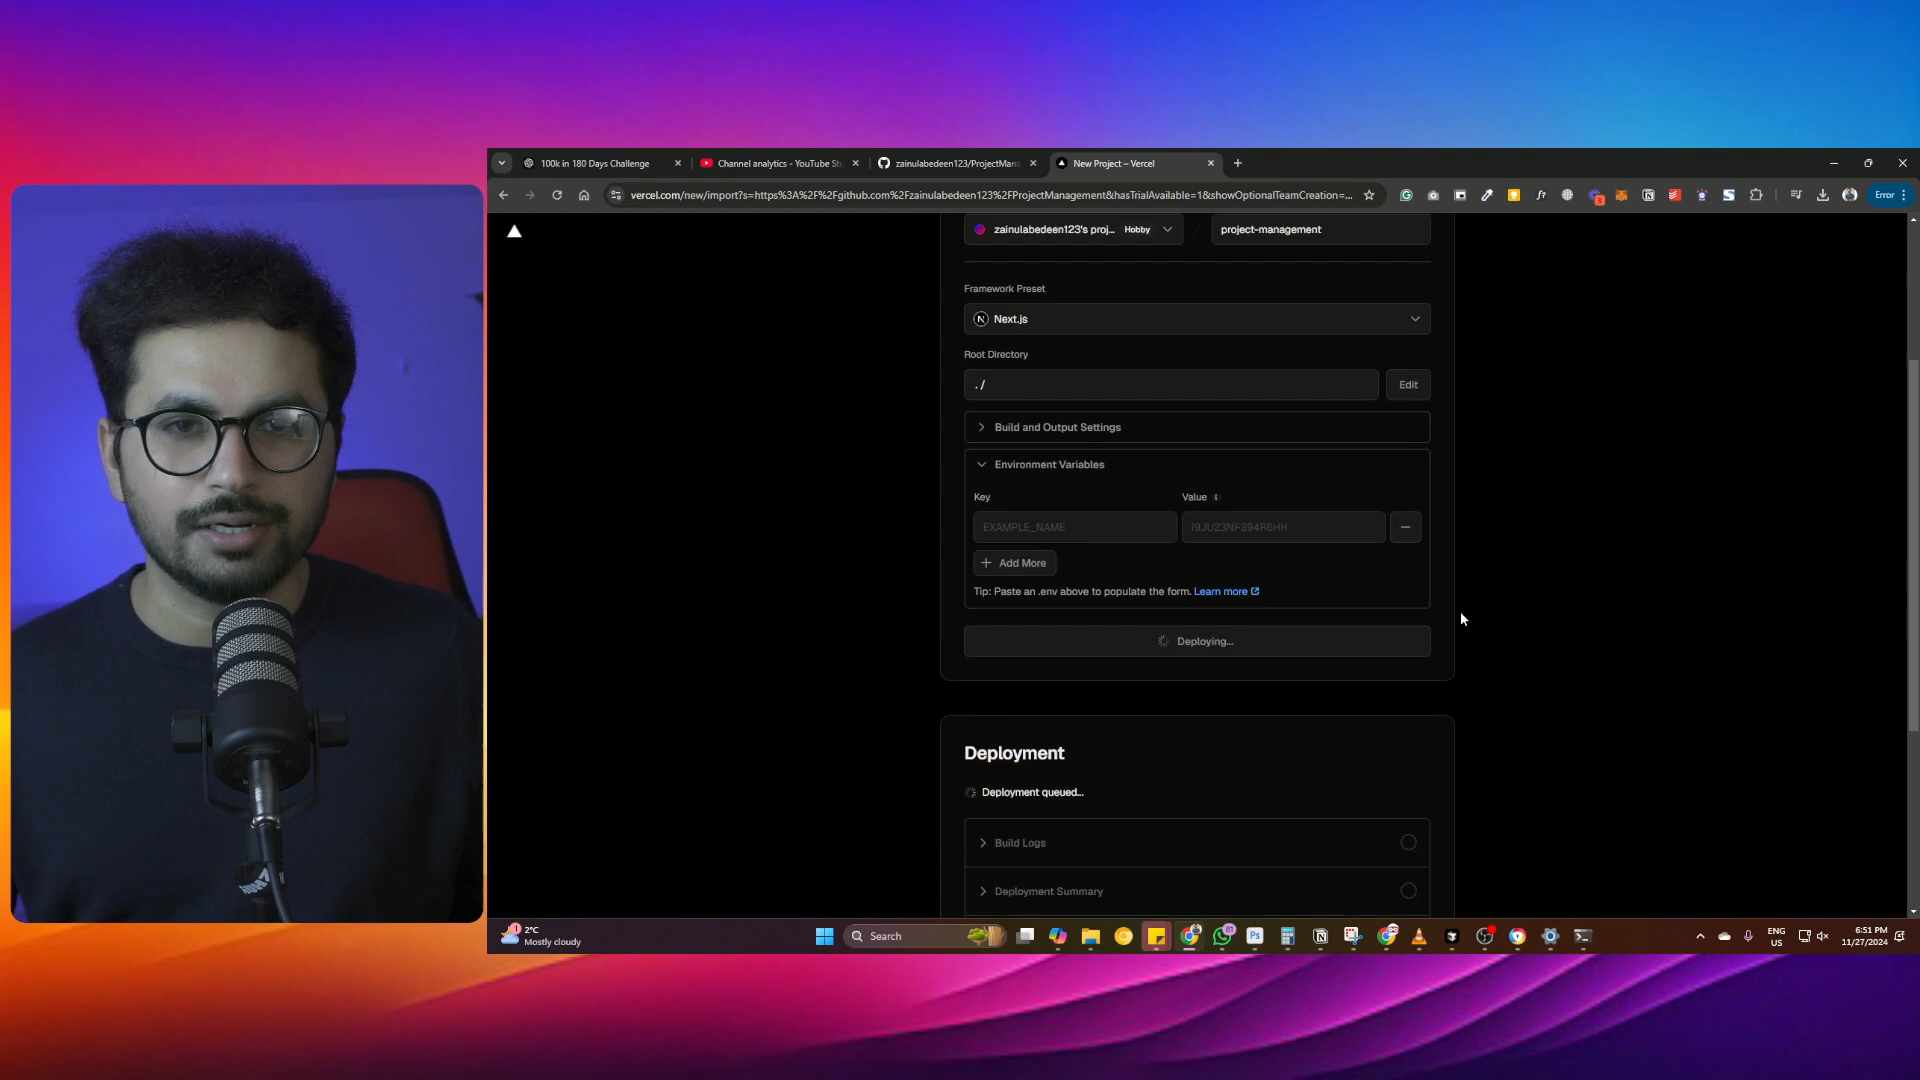 100k in 180 Days Challenge
Channel analytics - YouTube St
zainulabedeen123/ProjectMan
New Project – Vercel
vercel.com/new/import?s=https%3A%2F%2Fgithub.com%2Fzainulabedeen123%2FProjectManagement&hasTrialAvailable=1&showOptionalTeamCreation=...
Error
zainulabedeen123's proj... Hobby
/
project-management
Framework Preset
Next.js
Root Directory
./
Edit
Build and Output Settings
Environment Variables
Key
Value
EXAMPLE_NAME
I9JU23NF394R6HH
Add More
Tip: Paste an .env above to populate the form. Learn more
Deploying...
Deployment
Deployment queued...
Build Logs
Deployment Summary
2°C
Mostly cloudy
Search
81
Ps
ENG
US
6:51 PM
11/27/2024